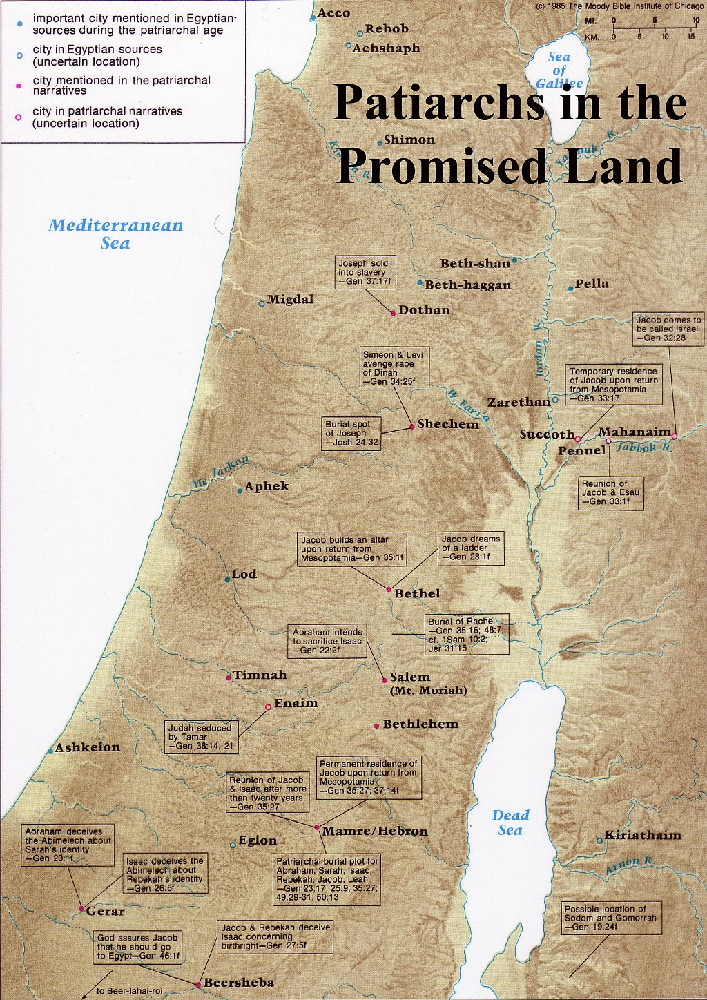 © 1985 The Moody Bible Institute of Chicago
MI. 0 5 10
KM. 0 5 10 15
important city mentioned in Egyptian
sources during the patriarchal age
city in Egyptian sources
(uncertain location)
city mentioned in the patriarchal
narratives
city in patriarchal narratives
(uncertain location)
Acco
Rehob
Achshaph
Sea
of
Galilee
Patiarchs in the
Promised Land
Shimon
Kishon R.
Yarmuk R.
Mediterranean
Sea
Joseph sold
into slavery
—Gen 37:17f
Beth-shan
Beth-haggan
Pella
Migdal
Dothan
Jacob comes to
be called Israel
—Gen 32:28
Jordan R.
Simeon & Levi
avenge rape
of Dinah
—Gen 34:25f
Temporary residence
of Jacob upon return
from Mesopotamia
—Gen 33:17
W. Fari'a
Zarethan
Burial spot
of Joseph
—Josh 24:32
Shechem
Succoth
Mahanaim
Penuel
Jabbok R.
Me Jarkon
Aphek
Reunion of
Jacob & Esau
—Gen 33:1f
Jacob builds an altar
upon return from
Mesopotamia—Gen 35:1f
Jacob dreams
of a ladder
—Gen 28:1f
Lod
Bethel
Abraham intends
to sacrifice Isaac
—Gen 22:2f
Burial of Rachel
—Gen 35:16; 48:7;
cf. 1Sam 10:2;
Jer 31:15
Timnah
Salem
(Mt. Moriah)
Enaim
Judah seduced
by Tamar
—Gen 38:14, 21
Bethlehem
Ashkelon
Reunion of Jacob
& Isaac after more
than twenty years
—Gen 35:27
Permanent residence of
Jacob upon return from
Mesopotamia
—Gen 35:27; 37:14f
Dead
Sea
Mamre/Hebron
Eglon
Kiriathaim
Arnon R.
Abraham deceives
the Abimelech about
Sarah's identity
—Gen 20:1f
Isaac deceives the
Abimelech about
Rebekah's identity
—Gen 26:6f
Patriarchal burial plot for
Abraham, Sarah, Isaac,
Rebekah, Jacob, Leah
—Gen 23:17; 25:9; 35:27;
49:29-31; 50:13
Gerar
Possible location of
Sodom and Gomorrah
—Gen 19:24f
God assures Jacob
that he should go
to Egypt—Gen 46:1f
Jacob & Rebekah deceive
Isaac concerning
birthright—Gen 27:5f
Beersheba
to Beer-lahai-roi